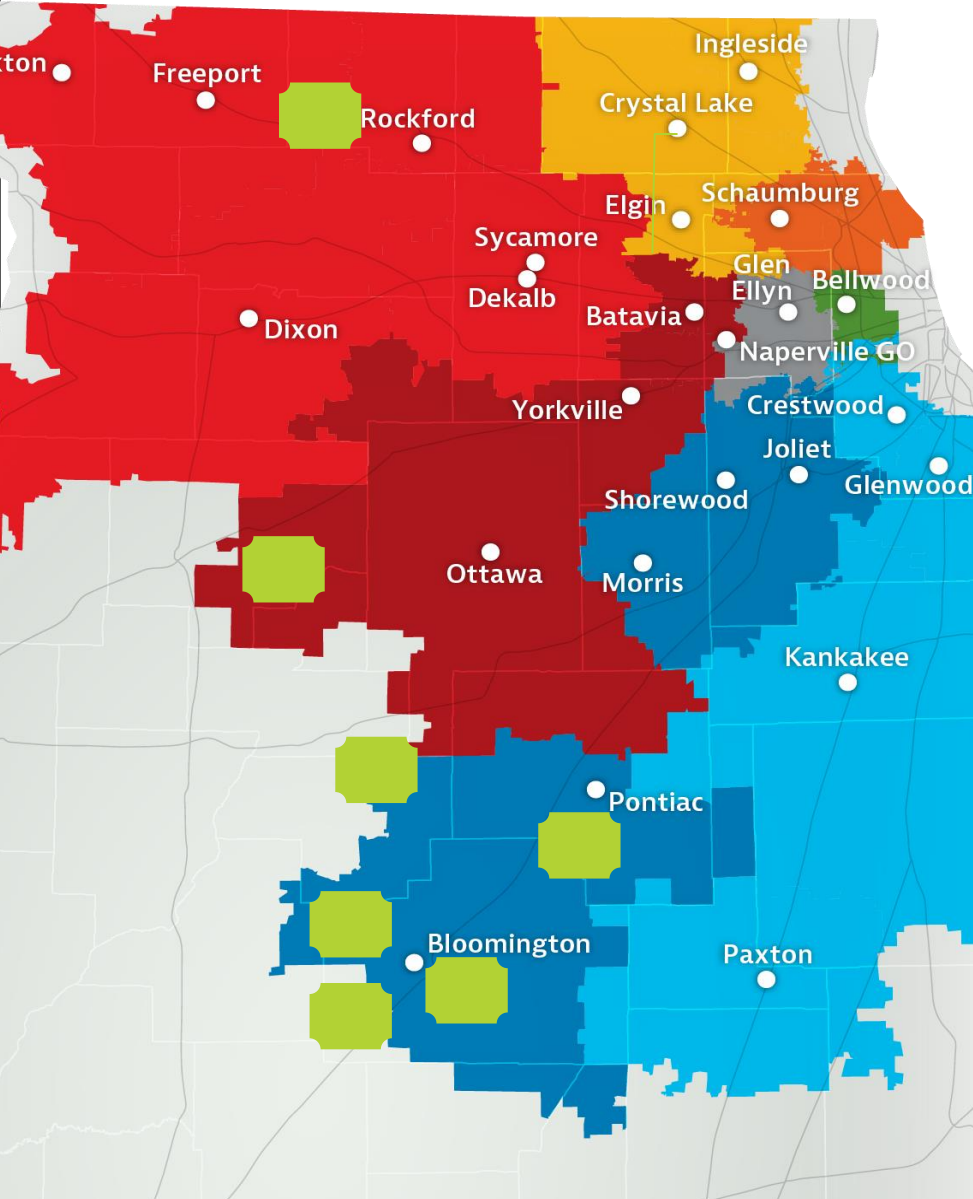 Ingleside
Freeport
Crystal Lake
Rockford
Schaumburg
Elgin
Sycamore
Glen
Ellyn
Bellwood
Dekalb
Batavia
Dixon
Naperville GO
Yorkville
Crestwood
Joliet
Glenwood
Shorewood
Ottawa
Morris
Kankakee
Pontiac
Bloomington
Paxton